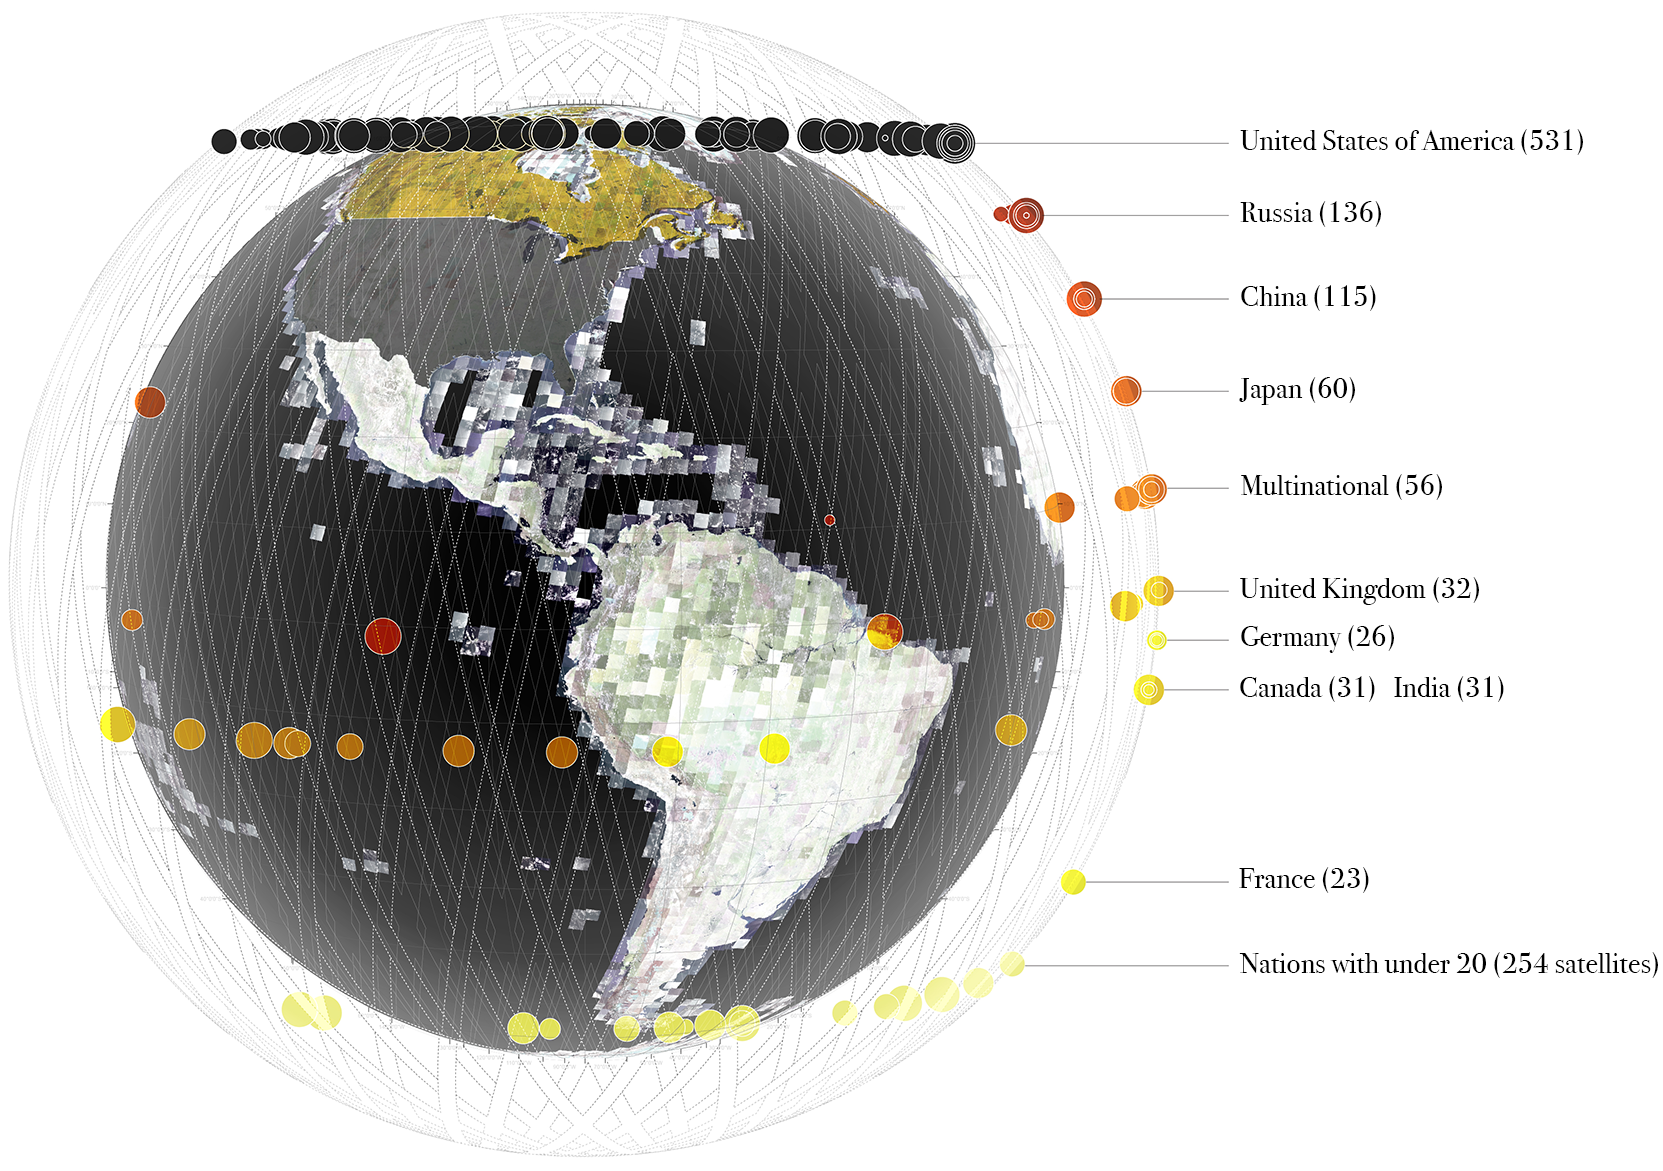 United States of America (531)
Russia (136)
China (115)
Japan (60)
Multinational (56)
United Kingdom (32)
Germany (26)
Canada (31) India (31)
France (23)
Nations with under 20 (254 satellites)